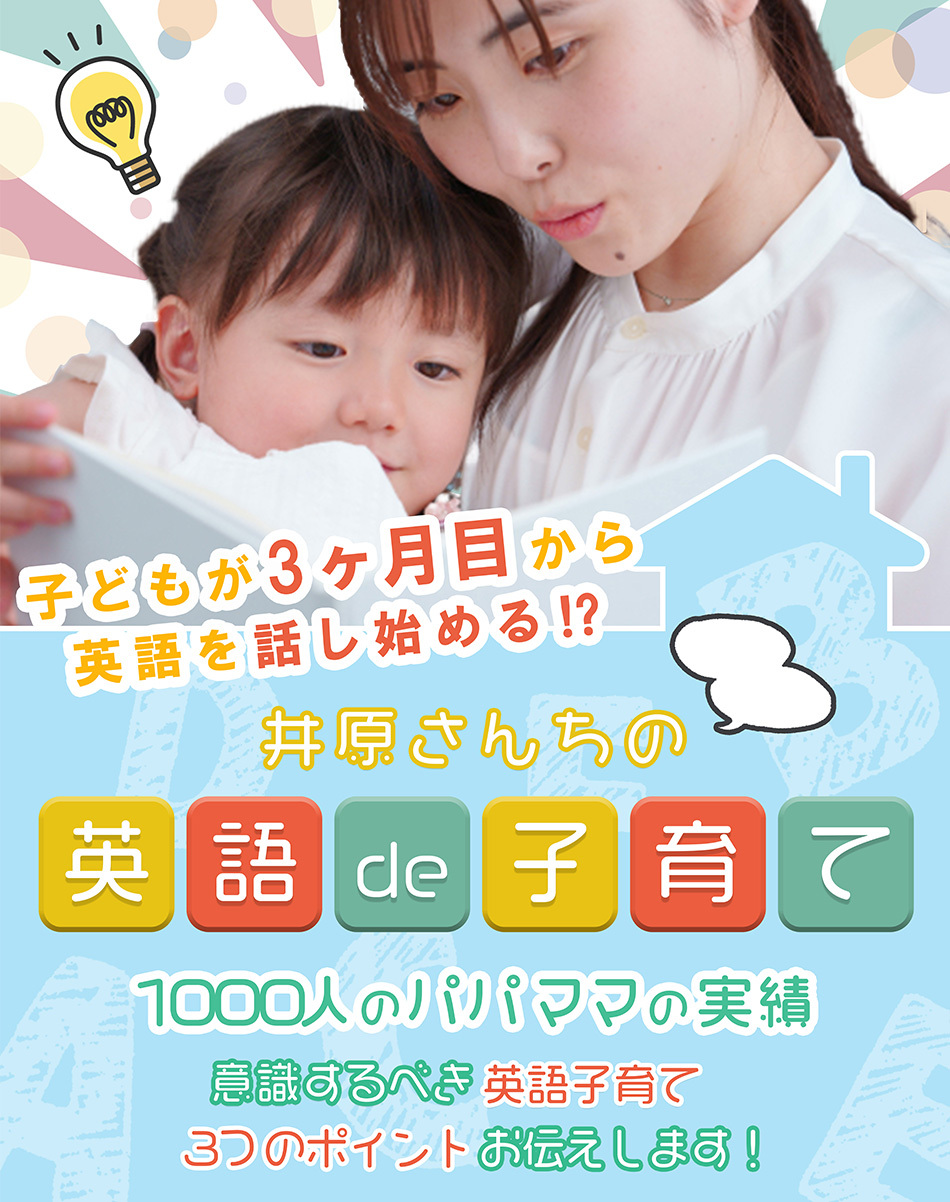 子どもが3ヶ月目から
英語を話し始める!?
井原さんちの
英語de子育て
1000人のパパママの実績
意識するべき英語子育て
3つのポイントお伝えします!